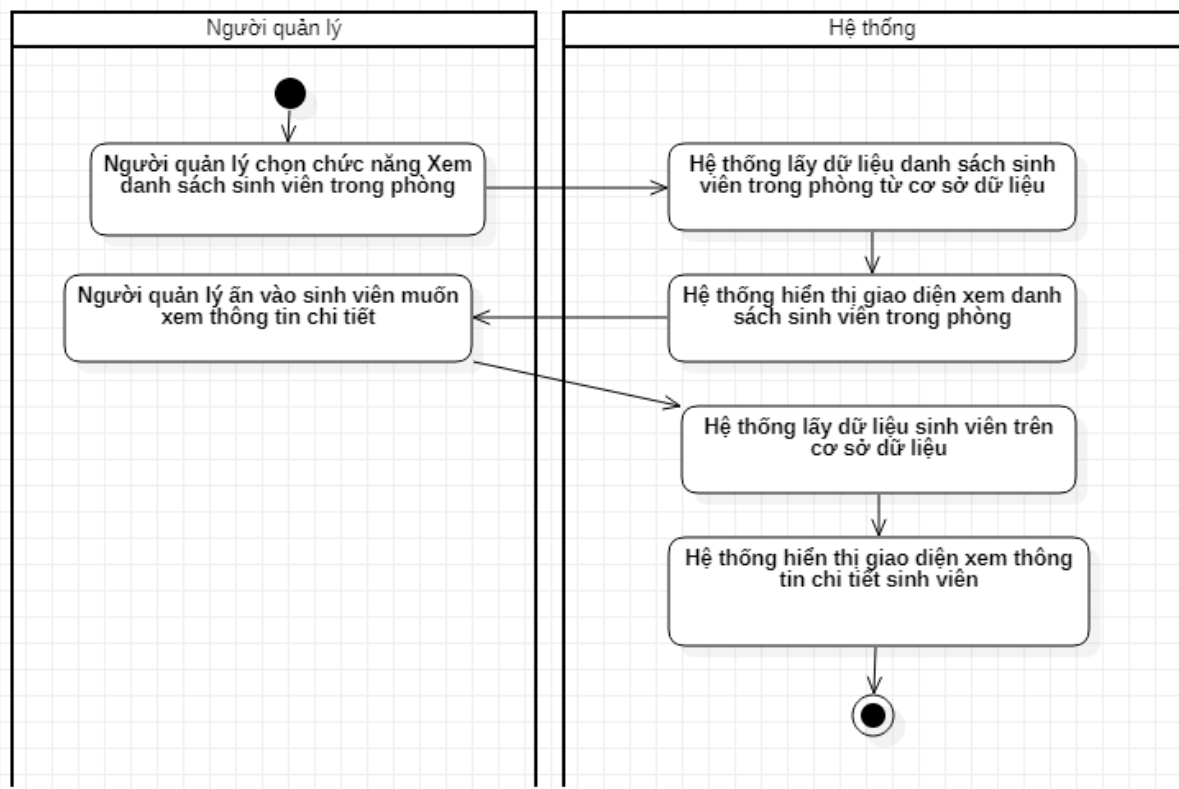 Người quản lý
Hệ thống
Người quản lý chọn chức năng Xem
danh sách sinh viên trong phòng
Hệ thống lấy dữ liệu danh sách sinh
viên trong phòng từ cơ sở dữ liệu
Người quản lý ấn vào sinh viên muốn
xem thông tin chi tiết
Hệ thống hiển thị giao diện xem danh
sách sinh viên trong phòng
Hệ thống lấy dữ liệu sinh viên trên
cơ sở dữ liệu
Hệ thống hiển thị giao diện xem thông
tin chi tiết sinh viên